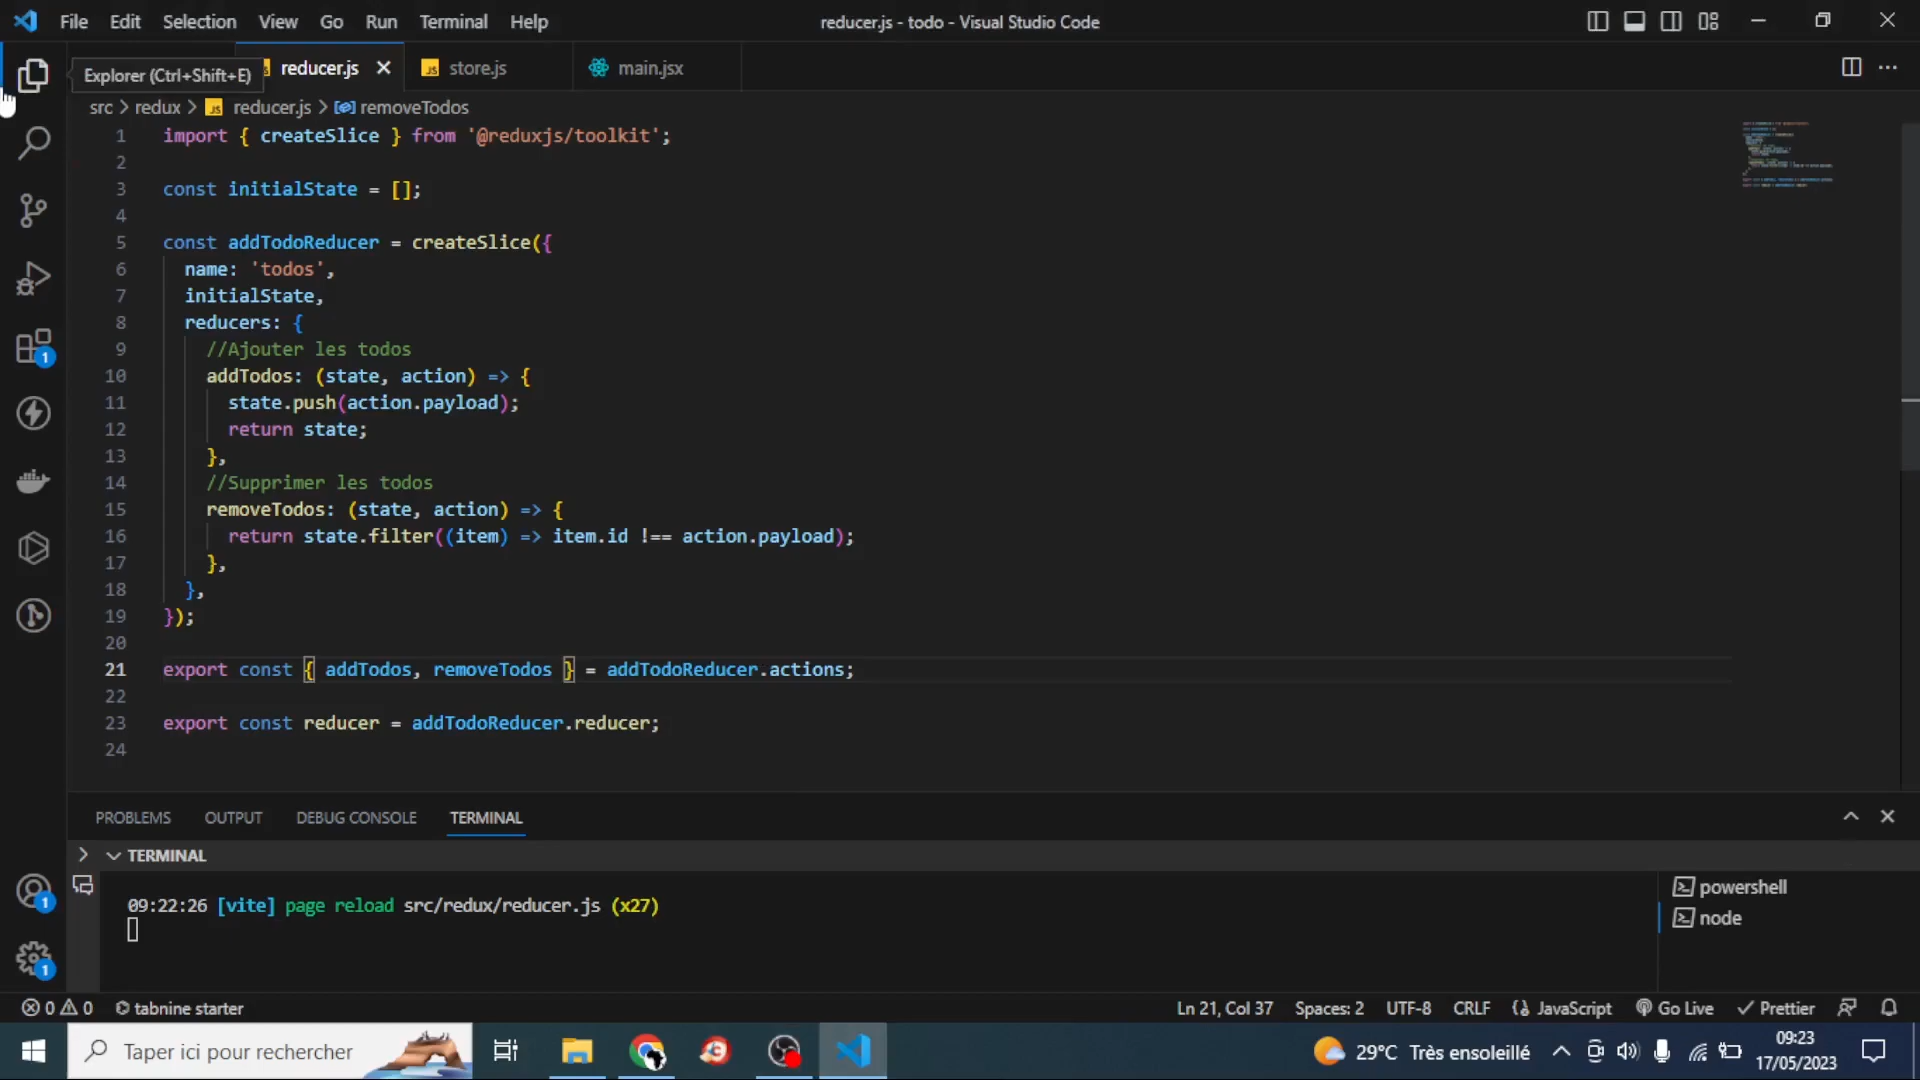 File Edit Selection View Go Run Terminal Help
reducer.js - todo - Visual Studio Code
Explorer (Ctrl+Shift+E)
reducer.js
JS store.js
main.jsx
src > redux > JS reducer.js > removeTodos
1 import { createSlice } from '@reduxjs/toolkit';
2
3 const initialState = [];
4
5 const addTodoReducer = createSlice({
6 name: 'todos',
7 initialState,
8 reducers: {
9 //Ajouter les todos
10 addTodos: (state, action) => {
11 state.push(action.payload);
12 return state;
13 },
14 //Supprimer les todos
15 removeTodos: (state, action) => {
16 return state.filter((item) => item.id !== action.payload);
17 },
18 },
19 });
20
21 export const { addTodos, removeTodos } = addTodoReducer.actions;
22
23 export const reducer = addTodoReducer.reducer;
24
1
1
1
PROBLEMS OUTPUT DEBUG CONSOLE TERMINAL
TERMINAL
09:22:26 [vite] page reload src/redux/reducer.js (x27)
powershell
node
0 0 tabnine starter
Ln 21, Col 37 Spaces: 2 UTF-8 CRLF JavaScript Go Live Prettier
Taper ici pour rechercher
29°C Très ensoleillé
09:23
17/05/2023